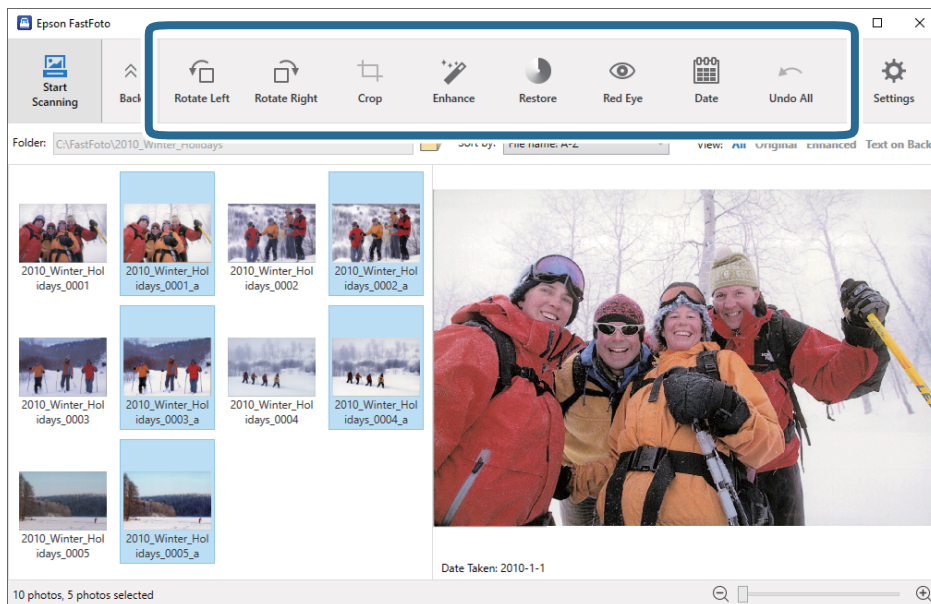 Epson FastFoto
Start
Scanning
Back
Rotate Left
Rotate Right
Crop
Enhance
Restore
Red Eye
Date
Undo All
Settings
Folder: C:\FastFoto\2010_Winter_Holidays Sort by: File name: A-Z View: All Original Enhanced Text on Back
2010_Winter_Hol
idays_0001
2010_Winter_Hol
idays_0001_a
2010_Winter_Hol
idays_0002
2010_Winter_Hol
idays_0002_a
2010_Winter_Hol
idays_0003
2010_Winter_Hol
idays_0003_a
2010_Winter_Hol
idays_0004
2010_Winter_Hol
idays_0004_a
2010_Winter_Hol
idays_0005
2010_Winter_Hol
idays_0005_a
Date Taken: 2010-1-1
10 photos, 5 photos selected